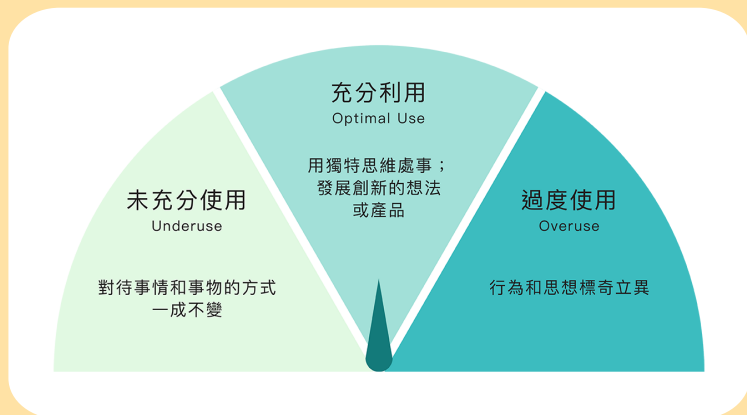 充分利用
Optimal Use
用獨特思維處事；
發展創新的想法
或產品
未充分使用
Underuse
對待事情和事物的方式
一成不變
過度使用
Overuse
行為和思想標奇立異